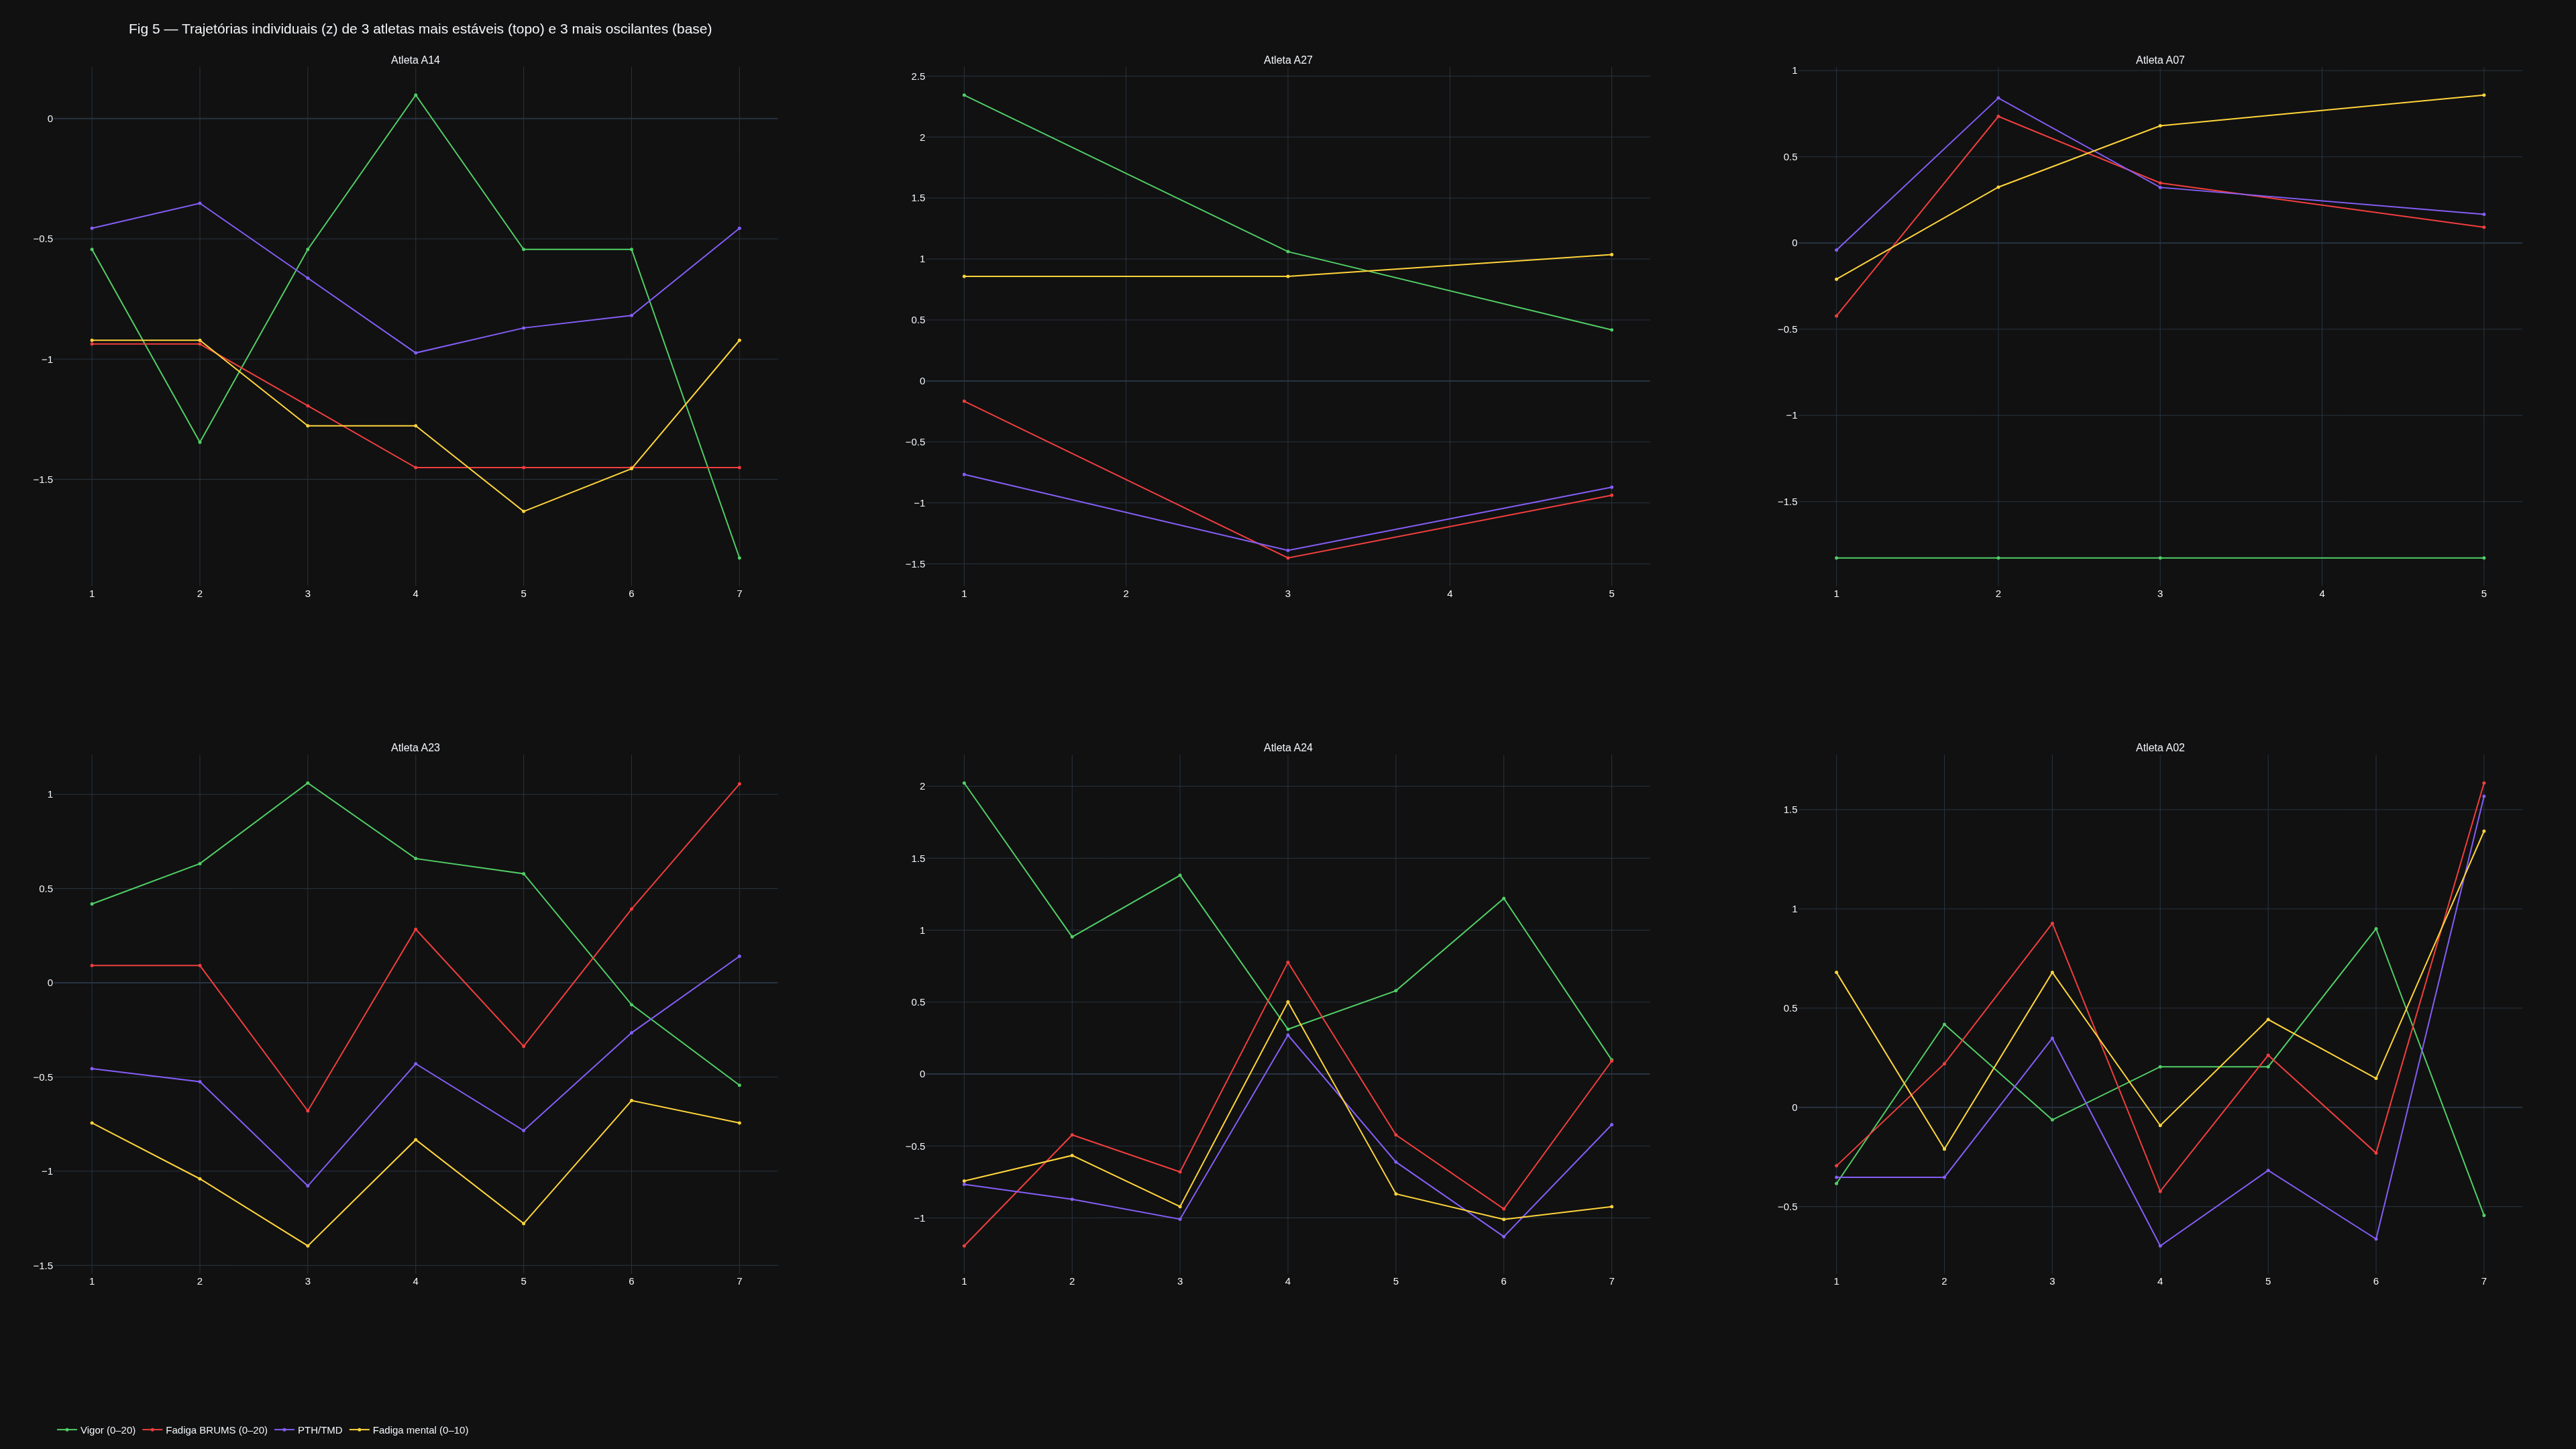 Fig 5 — Trajetórias individuais (z) de 3 atletas mais estáveis (topo) e 3 mais oscilantes (base)
Atleta A14
0
−0.5
−1
−1.5
1 2 3 4 5 6 7
Atleta A27
2.5
2
1.5
1
0.5
0
−0.5
−1
−1.5
1 2 3 4 5
Atleta A07
1
0.5
0
−0.5
−1
−1.5
1 2 3 4 5
Atleta A23
1
0.5
0
−0.5
−1
−1.5
1 2 3 4 5 6 7
Atleta A24
2
1.5
1
0.5
0
−0.5
−1
1 2 3 4 5 6 7
Atleta A02
1.5
1
0.5
0
−0.5
1 2 3 4 5 6 7
Vigor (0–20) Fadiga BRUMS (0–20) PTH/TMD Fadiga mental (0–10)